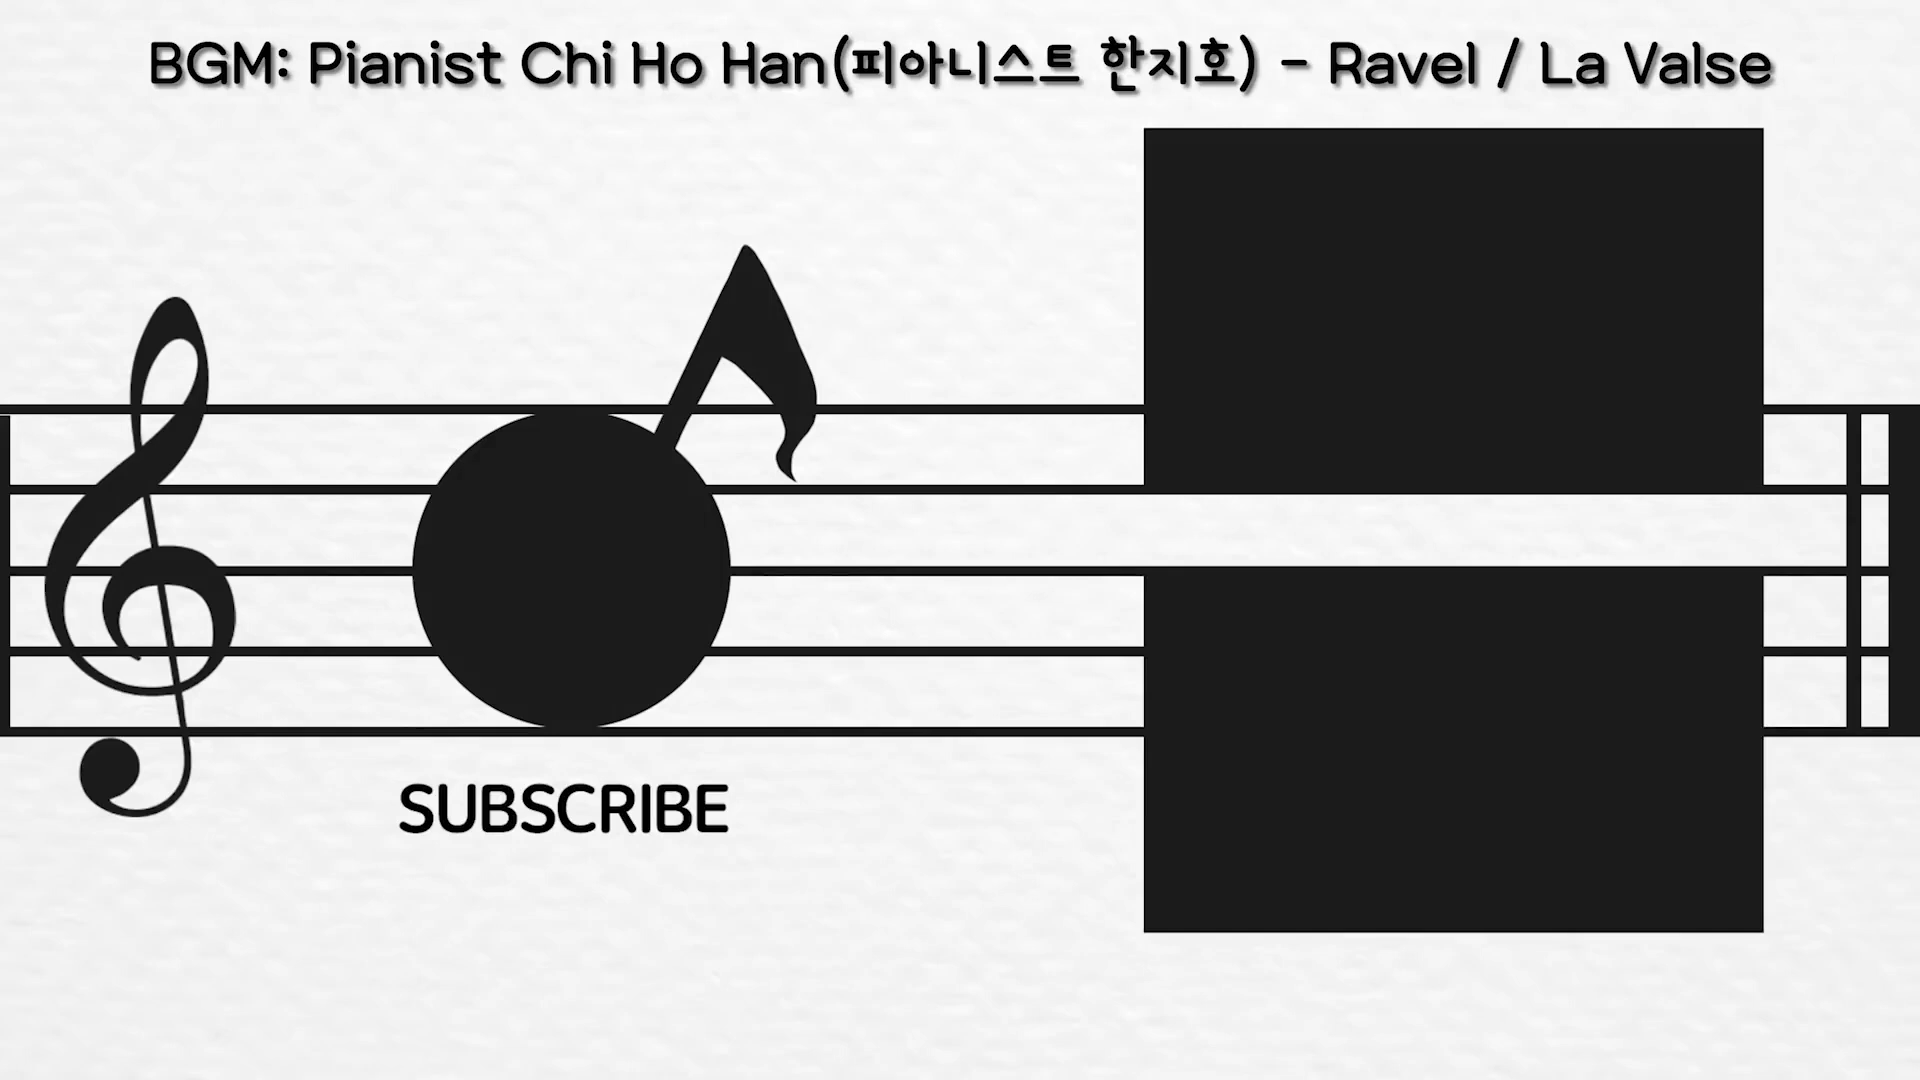 BGM: Pianist Chi Ho Han(피아니스트 한지호) - Ravel / La Valse
SUBSCRIBE